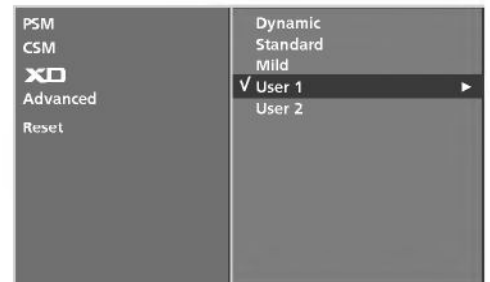 PSM
CSM
XD
Advanced
Reset
Dynamic
Standard
Mild
√ User 1 ►
User 2